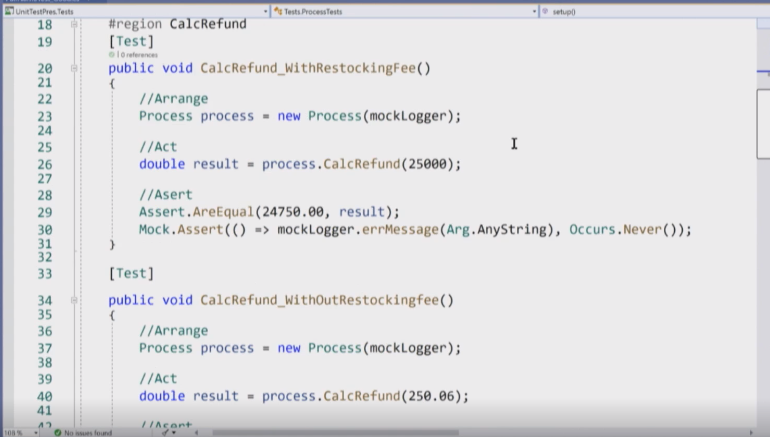 UnitTestPres.Tests
Tests.ProcessTests
setup()
18 #region CalcRefund
19 [Test]
0 references
20 public void CalcRefund_WithRestockingFee()
21 {
22 //Arrange
23 Process process = new Process(mockLogger);
24
25 //Act
26 double result = process.CalcRefund(25000);
27
28 //Asert
29 Assert.AreEqual(24750.00, result);
30 Mock.Assert(() => mockLogger.errMessage(Arg.AnyString), Occurs.Never());
31 }
32
33 [Test]
34 public void CalcRefund_WithOutRestockingfee()
35 {
36 //Arrange
37 Process process = new Process(mockLogger);
38
39 //Act
40 double result = process.CalcRefund(250.06);
41
42 //Asert
100 %
No issues found